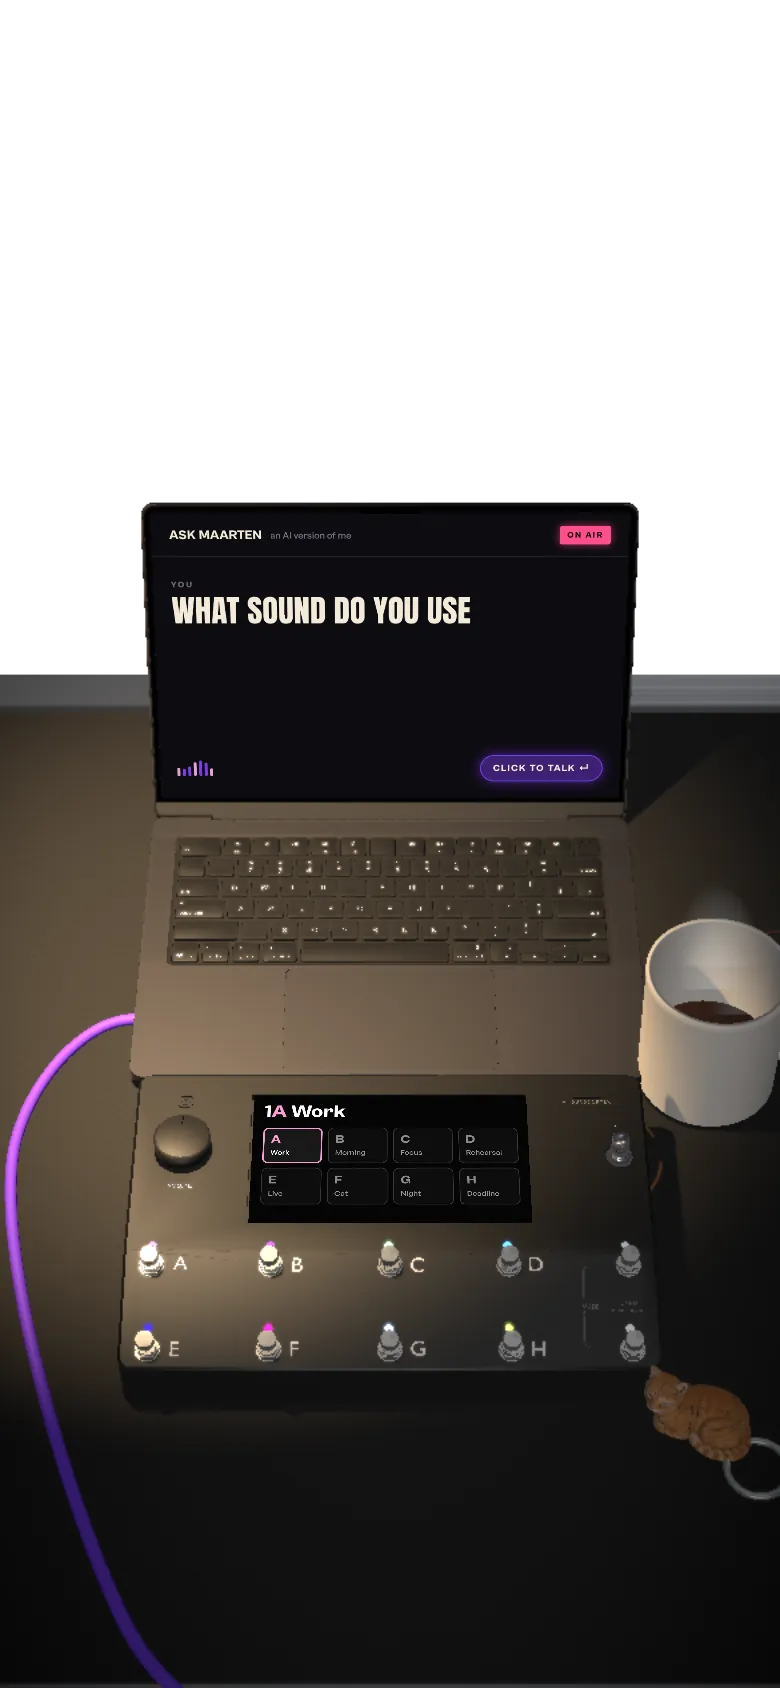 ASK MAARTEN an AI version of me
ON AIR
YOU
WHAT SOUND DO YOU USE
CLICK TO TALK ↵
1A Work
A
Work
B
Morning
C
Focus
D
Rehearsal
E
Live
F
Cat
G
Night
H
Deadline
A B C D
E F G H